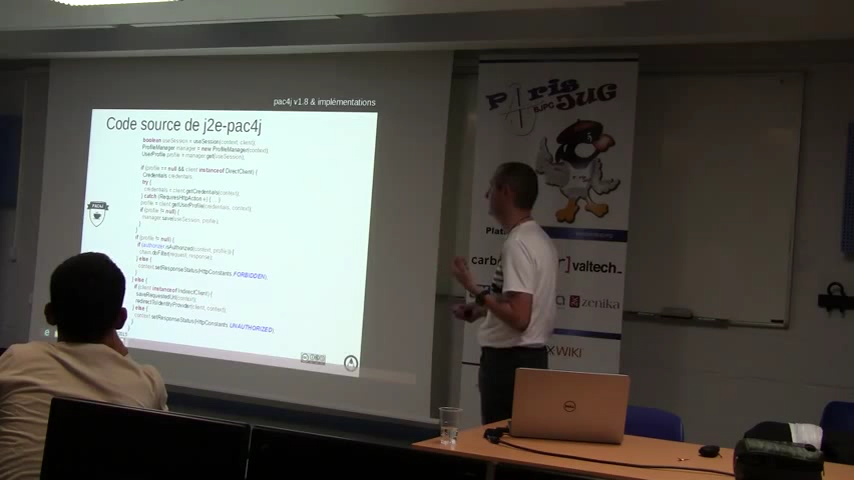 pac4j v1.8 & implémentations
Code source de j2e-pac4j
boolean useSession = useSession(context, client);
ProfileManager manager = new ProfileManager(context);
UserProfile profile = manager.get(useSession);
if (profile == null && client instanceof DirectClient) {
Credentials credentials;
try {
credentials = client.getCredentials(context);
} catch (RequiresHttpAction e) { ... }
profile = client.getUserProfile(credentials, context);
if (profile != null) {
manager.save(useSession, profile);
}
}
if (profile != null) {
if (authorizer.isAuthorized(context, profile)) {
chain.doFilter(request, response);
} else {
context.setResponseStatus(HttpConstants.FORBIDDEN);
}
} else {
if (client instanceof IndirectClient) {
saveRequestedUrl(context);
redirectToIdentityProvider(client, context);
} else {
context.setResponseStatus(HttpConstants.UNAUTHORIZED);
}
Paris
JUG
Plat
carb
r]valtech_
zenika
XWIKI
DELL